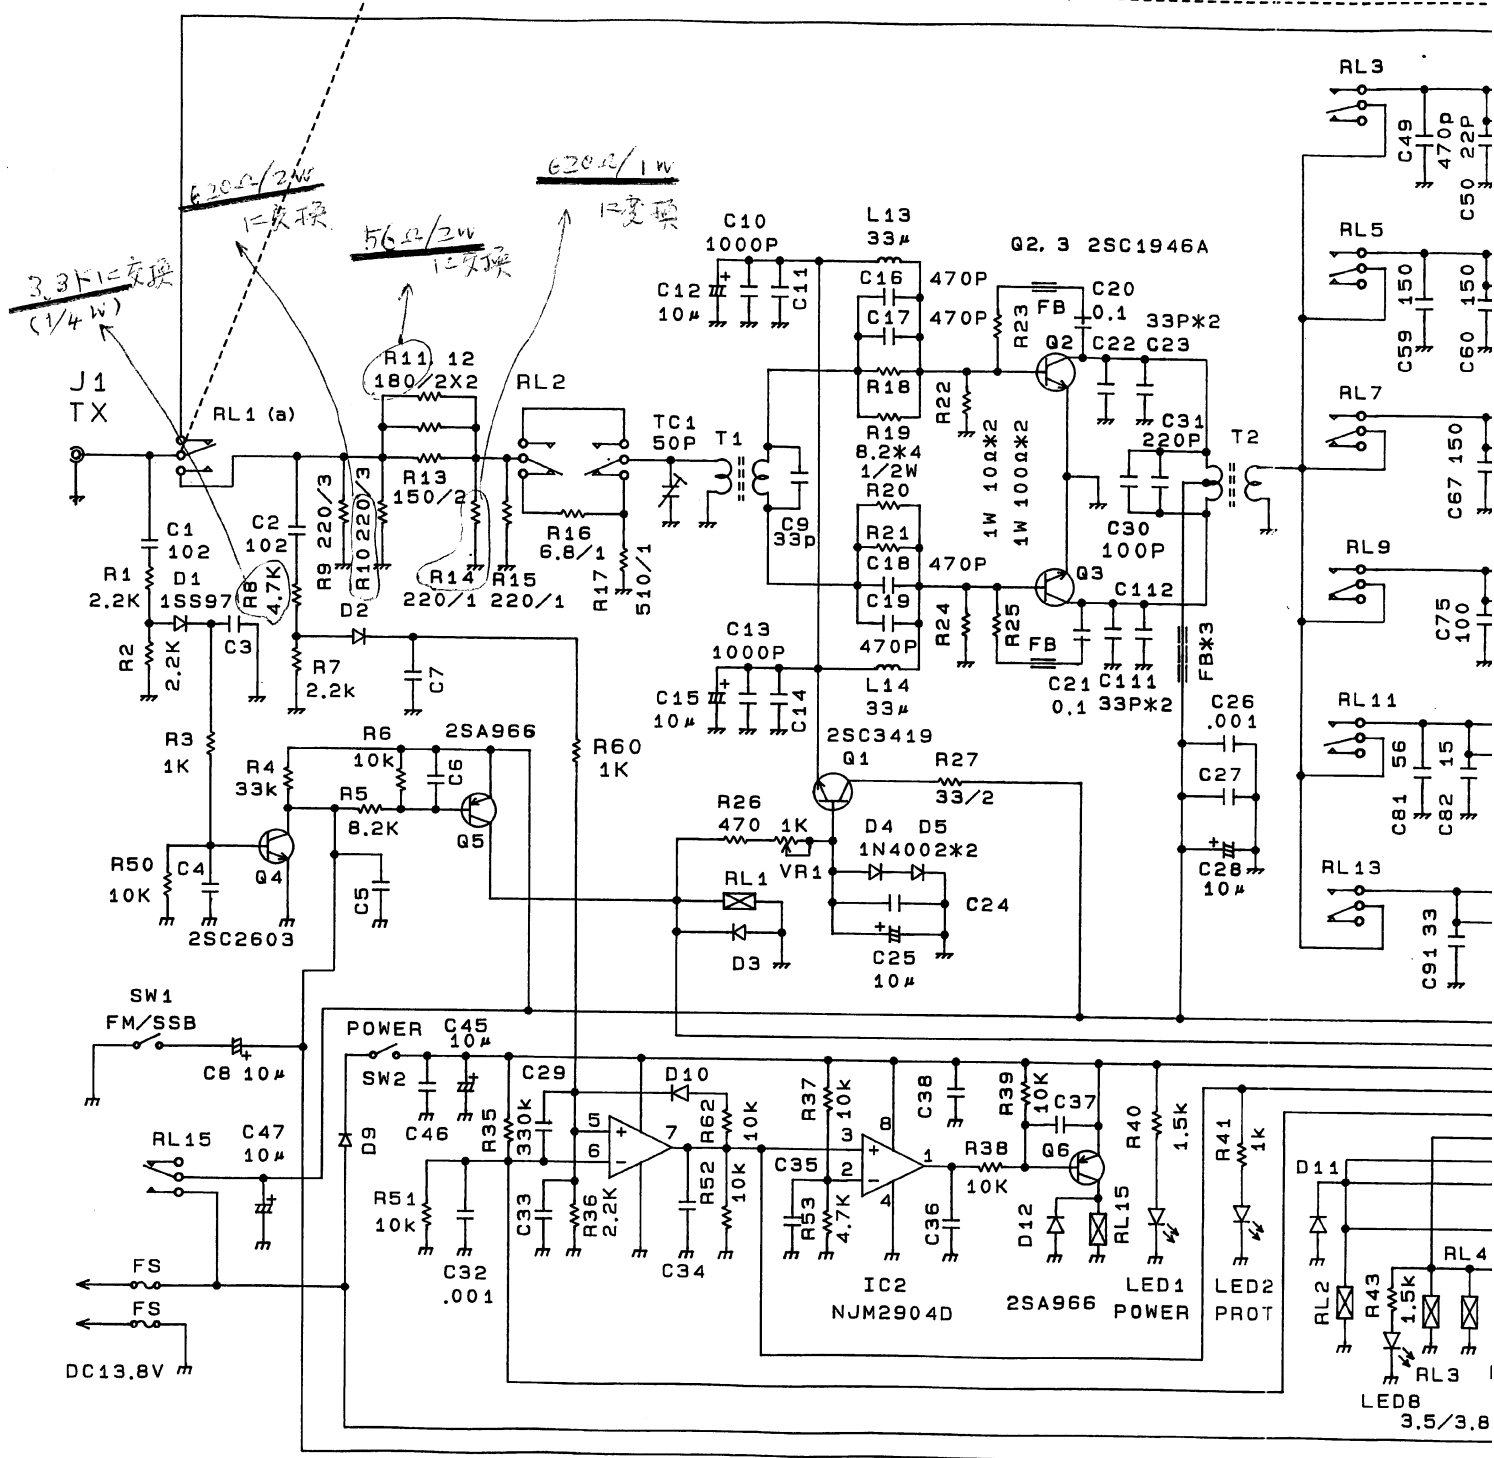 RL3
C49
470p
C50 22P
620Ω/2W
に交換
620Ω/1W
に変換
56Ω/2W
に交換
3.3Kに交換
(1/4W)
C10
1000P
C12
10μ
C11
L13
33μ
C16
470P
C17
470P
Q2, 3 2SC1946A
FB
C20
0.1
R23
33P*2
C22 C23
RL5
C59 150
C60 150
J1
TX
RL1 (a)
R11, 12
180/2X2
RL2
R13
150/2
TC1
50P
T1
R18
R22
Q2
R19
8.2*4
1/2W
C31
220P
T2
RL7
C67 150
C1
102
C2
102
R9 220/3
R10 220/3
R14
220/1
R15
220/1
R16
6.8/1
R17
510/1
C9
33p
R20
R21
C18
470P
C19
470P
1W 10Ω*2
1W 100Ω*2
C30
100P
RL9
C75
100
R1
2.2K
D1
1SS97
R8
4.7K
C3
D2
R2
2.2K
R7
2.2k
C7
C13
1000P
C15
10μ
C14
L14
33μ
R24
R25
FB
Q3
C112
C21
0.1
C111
33P*2
FB*3
C26
.001
RL11
C81 56
C82 15
R3
1K
R4
33k
R6
10k
2SA966
C6
R5
8.2K
Q5
R60
1K
2SC3419
Q1
R27
33/2
C27
R26
470
1K
VR1
D4 D5
1N4002*2
C28
10μ
RL13
C91 33
R50
10K
C4
Q4
C5
2SC2603
RL1
D3
C24
C25
10μ
SW1
FM/SSB
C8 10μ
POWER
SW2
C45
10μ
C46
C29
330k
R35
D10
R62
10k
R37
10k
C38
R39
10K
C37
R40
1.5k
R41
1k
RL15
C47
10μ
D9
5
6
7
+
-
R51
10k
C33
R36
2.2K
R52
10k
C35
3
2
8
1
4
+
-
R38
10K
Q6
D11
R53
4.7K
C36
D12
RL15
C32
.001
C34
IC2
NJM2904D
2SA966
LED1
POWER
LED2
PROT
RL2
R43
1.5k
RL4
RL3
LED8
3.5/3.8
FS
FS
DC13.8V